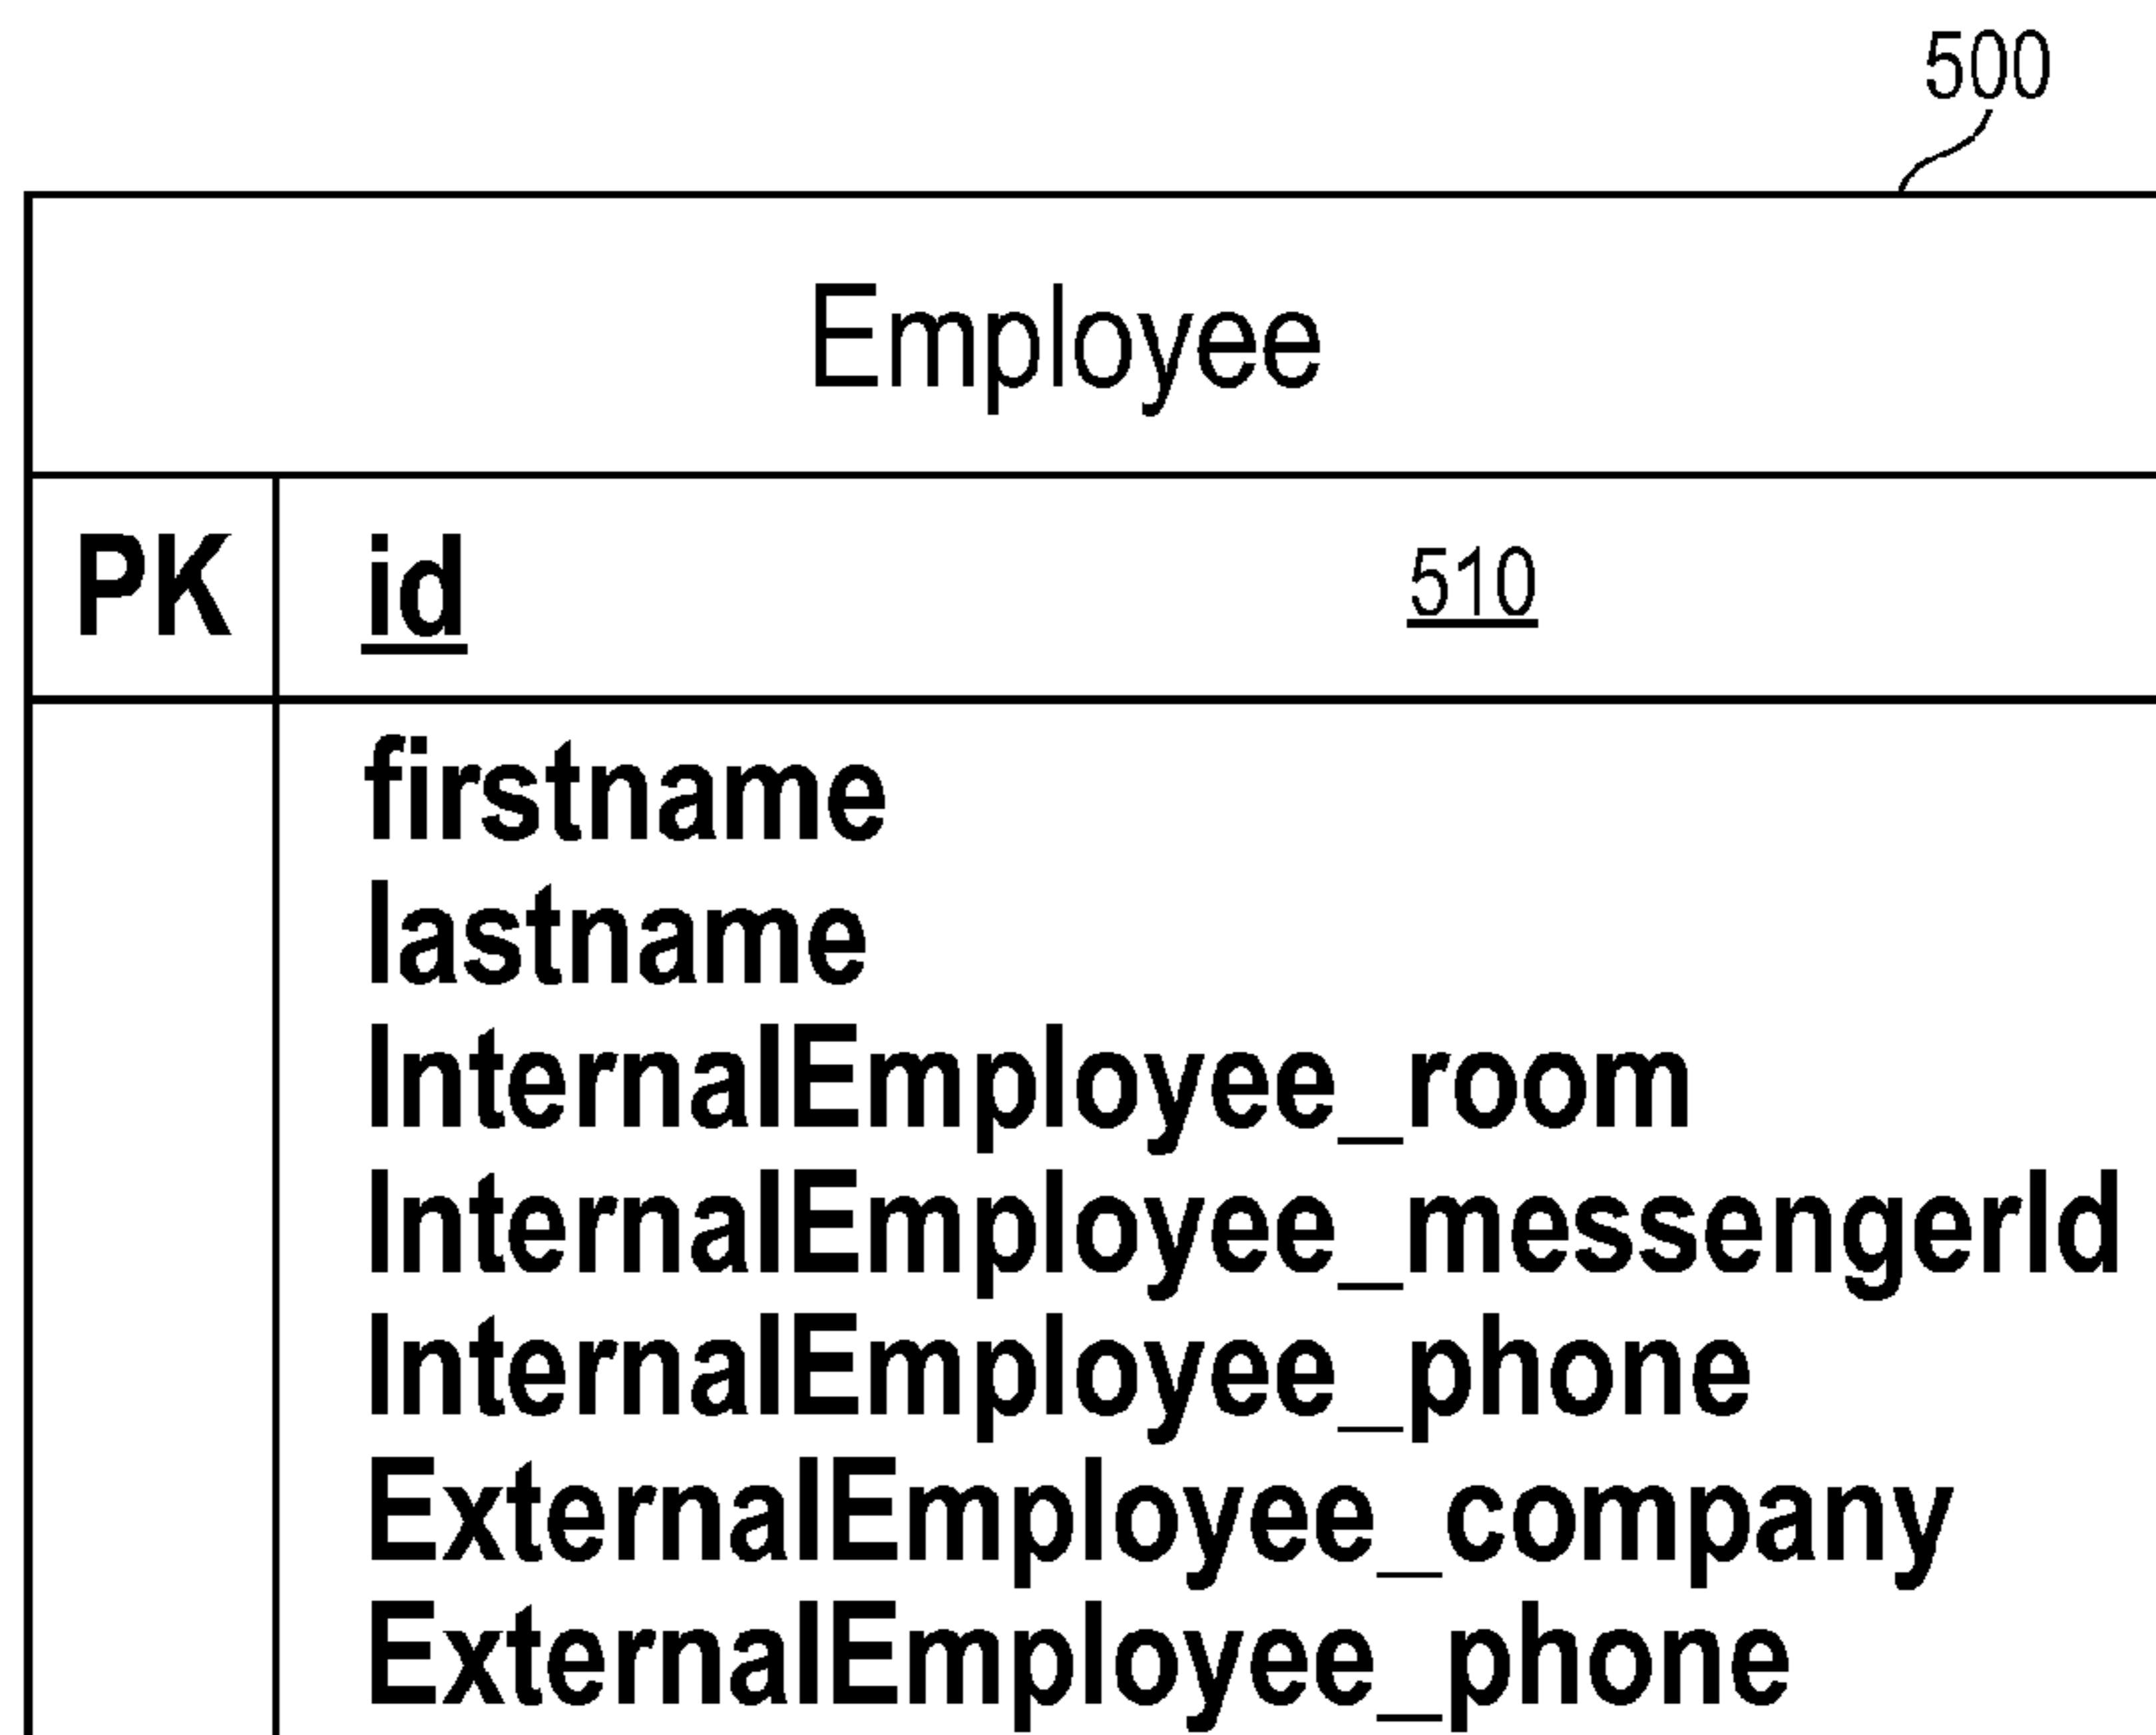 500
Employee
PK id 510
firstname
lastname
InternalEmployee_room
InternalEmployee_messengerId
InternalEmployee_phone
ExternalEmployee_company
ExternalEmployee_phone